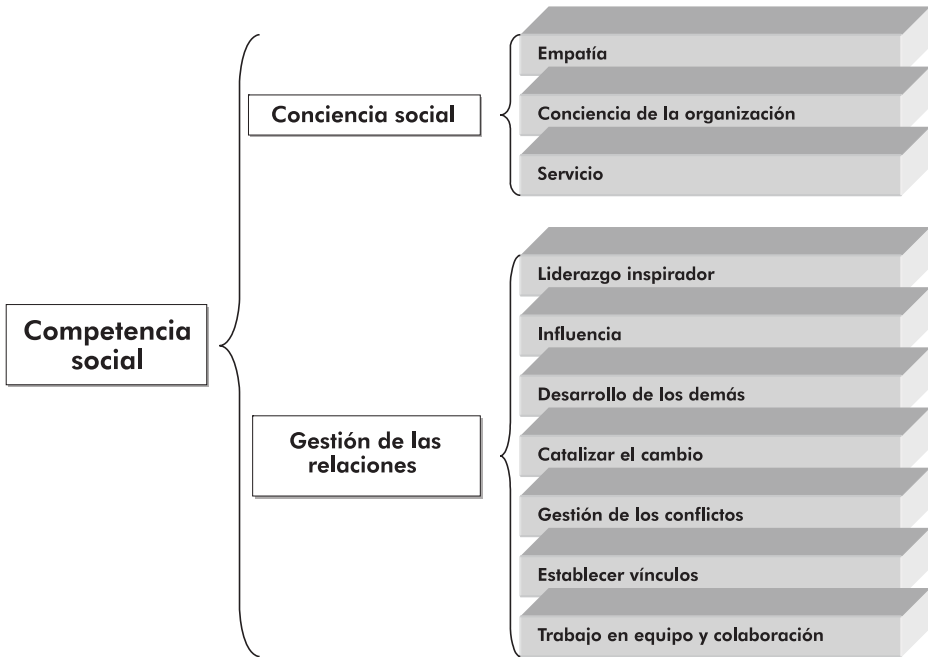 Competencia
social
Conciencia social
Empatía
Conciencia de la organización
Servicio
Gestión de las
relaciones
Liderazgo inspirador
Influencia
Desarrollo de los demás
Catalizar el cambio
Gestión de los conflictos
Establecer vínculos
Trabajo en equipo y colaboración